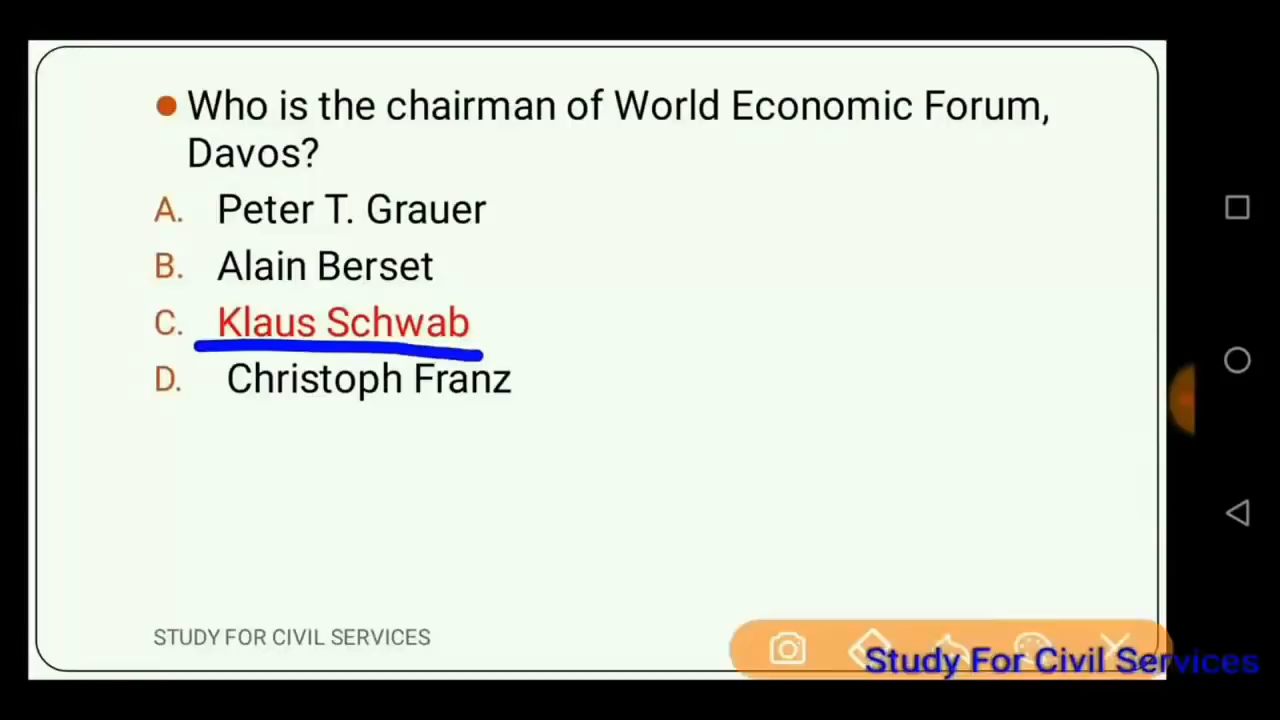 Who is the chairman of World Economic Forum,
Davos?
A. Peter T. Grauer
B. Alain Berset
C. Klaus Schwab
D. Christoph Franz
STUDY FOR CIVIL SERVICES
Study For Civil Services